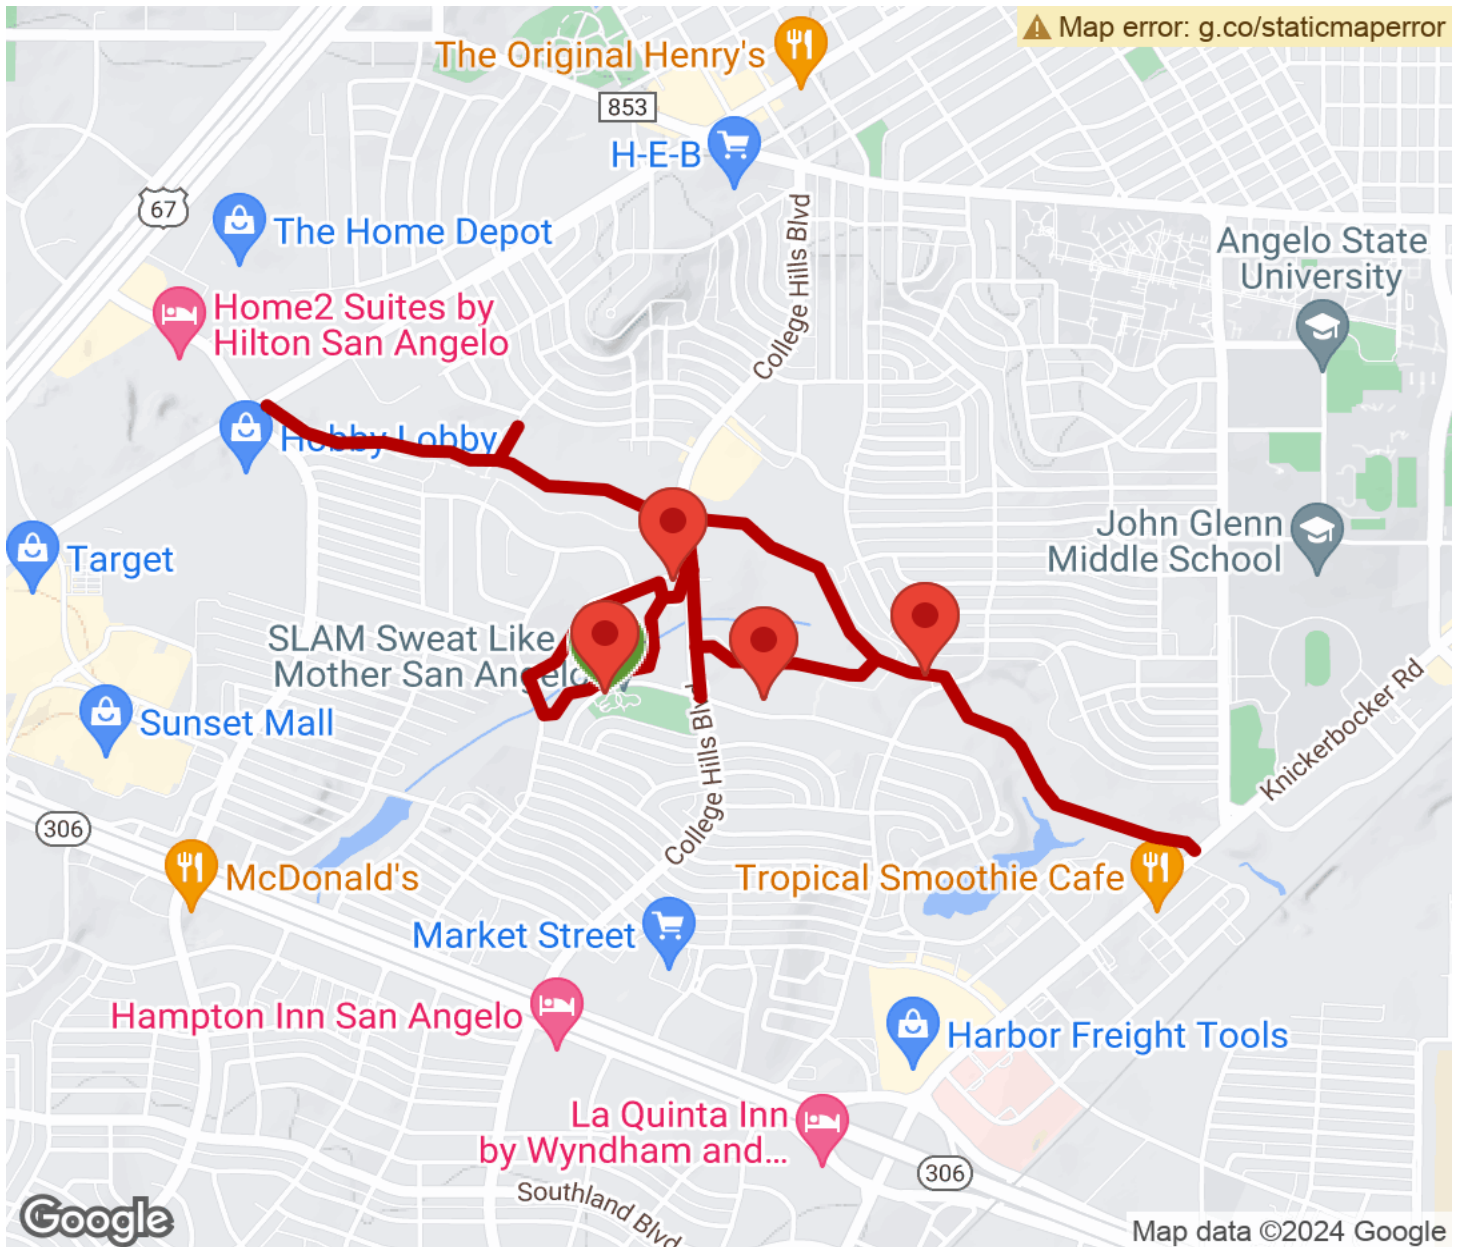 Map error: g.co/staticmaperror
The Original Henry's
853
H-E-B
67
The Home Depot
College Hills Blvd
Angelo State
University
Home2 Suites by
Hilton San Angelo
Hobby Lobby
John Glenn
Middle School
Target
SLAM Sweat Like
Mother San Angelo
Sunset Mall
Knickerbocker Rd
College Hills Blvd
306
McDonald's
Tropical Smoothie Cafe
Market Street
Hampton Inn San Angelo
Harbor Freight Tools
La Quinta Inn
by Wyndham and...
306
Southland Blvd
Google
Map data ©2024 Google